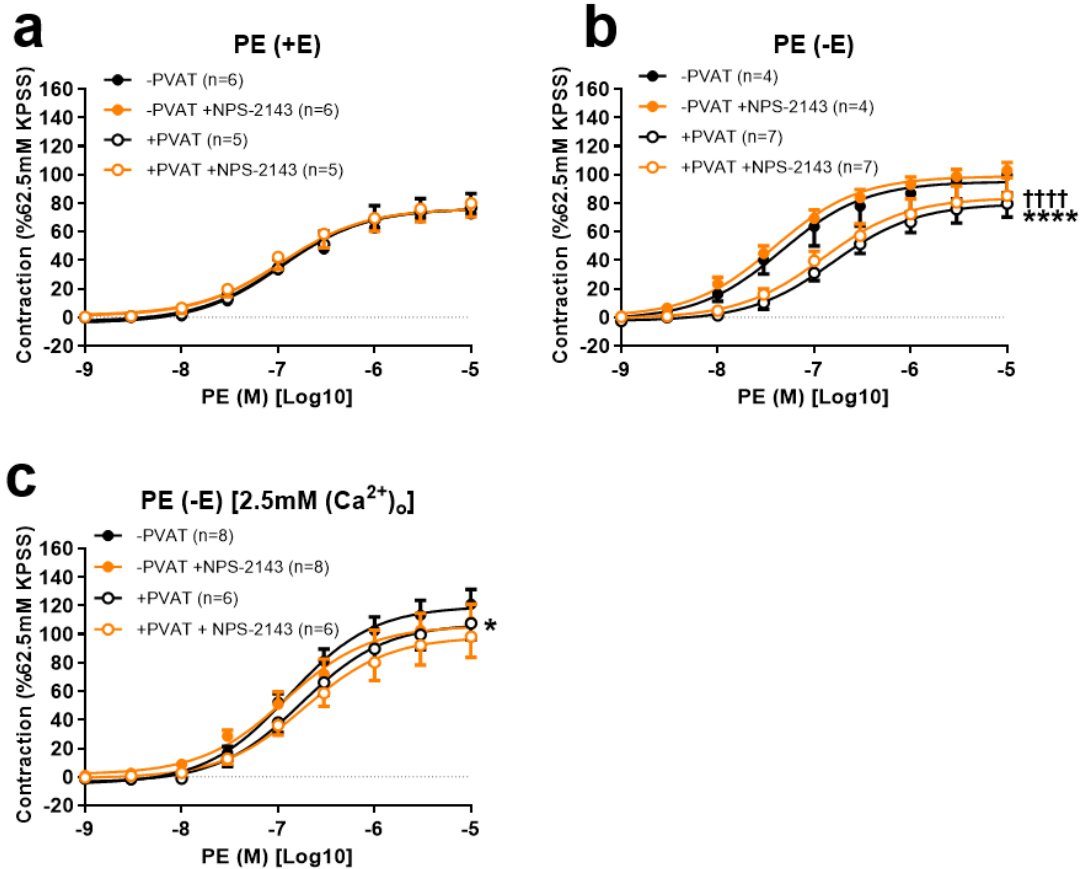 a
PE (+E)
-PVAT (n=6)
-PVAT +NPS-2143 (n=6)
+PVAT (n=5)
+PVAT +NPS-2143 (n=5)
Contraction (%62.5mM KPSS)
160
140
120
100
80
60
40
20
0
-20
-9
-8
-7
-6
-5
PE (M) [Log10]
b
PE (-E)
-PVAT (n=4)
-PVAT +NPS-2143 (n=4)
+PVAT (n=7)
+PVAT +NPS-2143 (n=7)
Contraction (%62.5mM KPSS)
160
140
120
100
80
60
40
20
0
-20
††††
****
-9
-8
-7
-6
-5
PE (M) [Log10]
c
PE (-E) [2.5mM (Ca²⁺)ₒ]
-PVAT (n=8)
-PVAT +NPS-2143 (n=8)
+PVAT (n=6)
+PVAT + NPS-2143 (n=6)
Contraction (%62.5mM KPSS)
160
140
120
100
80
60
40
20
0
-20
*
-9
-8
-7
-6
-5
PE (M) [Log10]